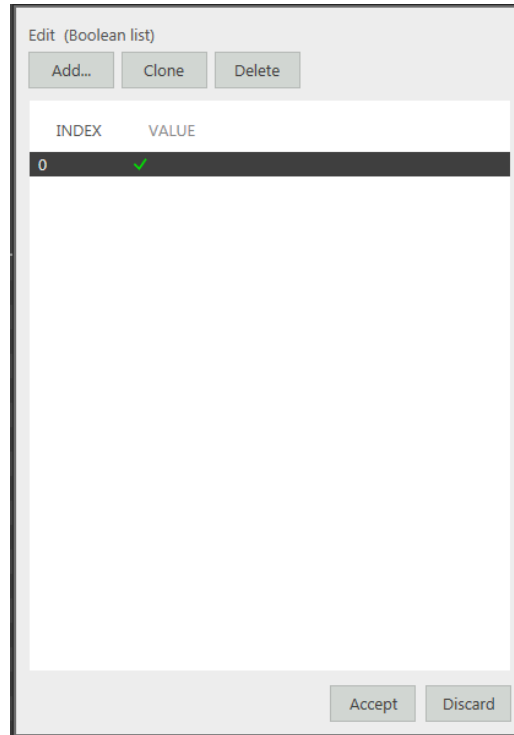 Edit (Boolean list)
Add... Clone Delete
INDEX VALUE
0
Accept Discard